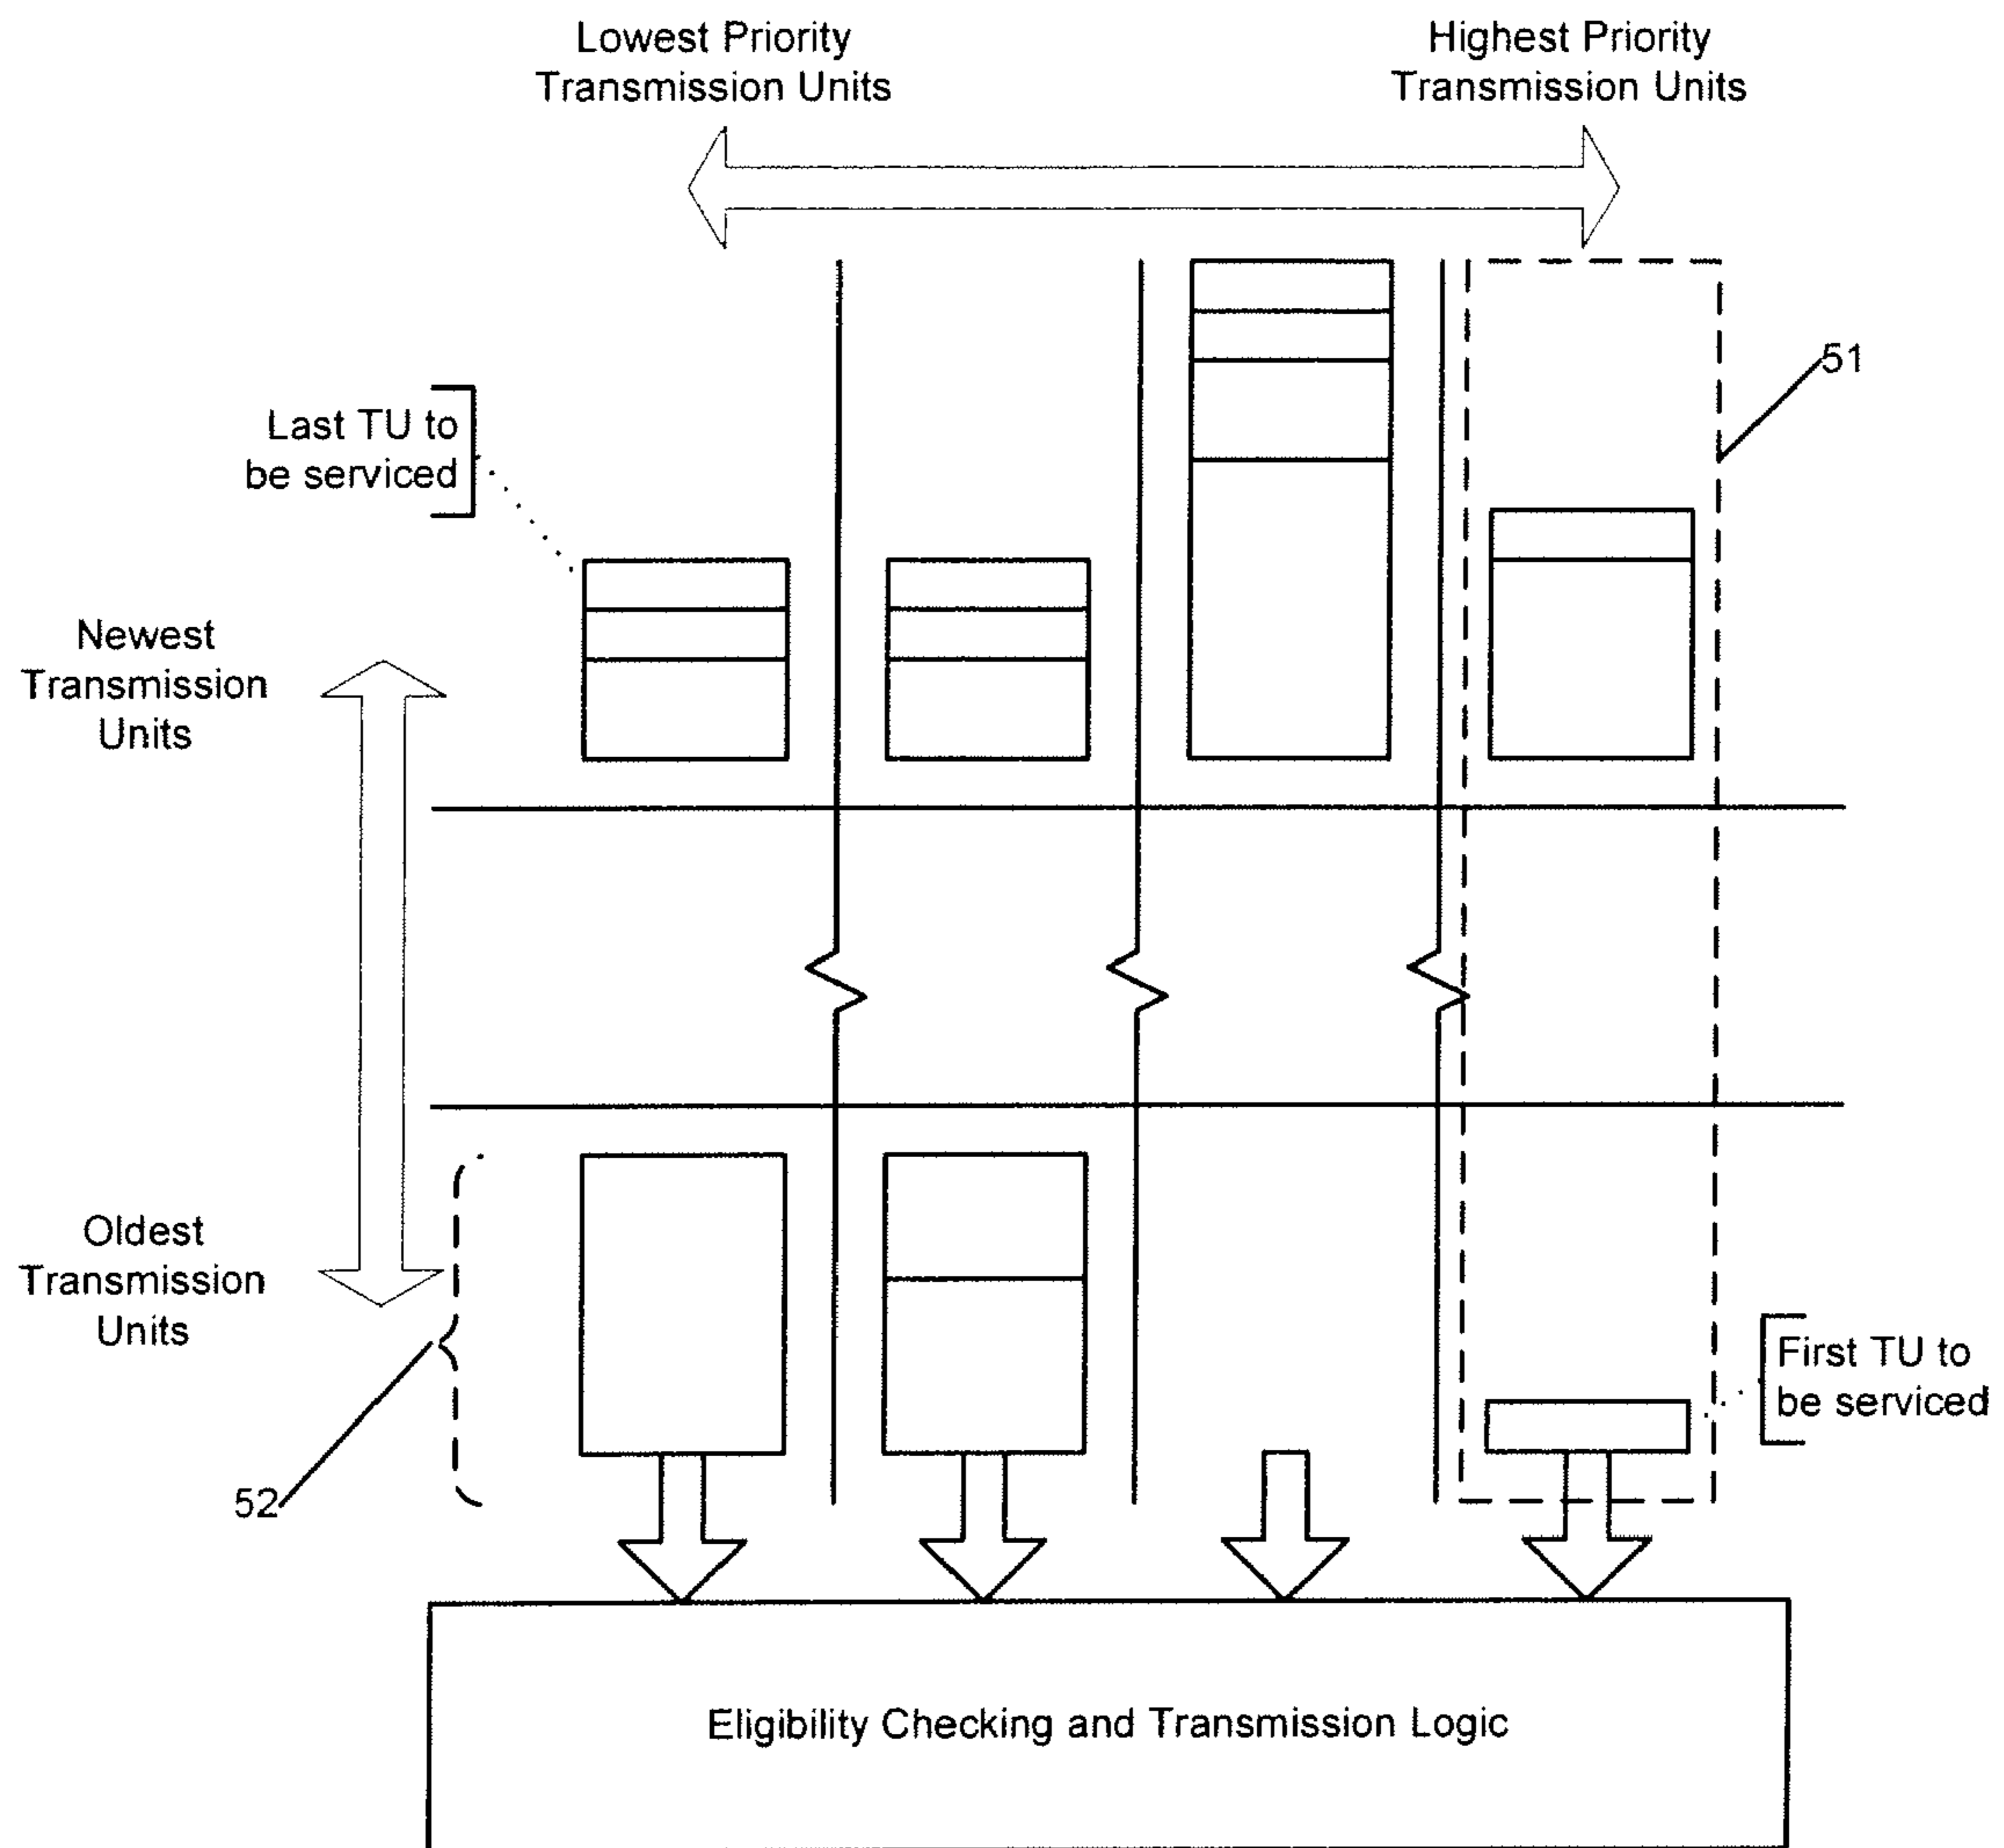 Lowest Priority
Transmission Units
Highest Priority
Transmission Units
51
Last TU to
be serviced
Newest
Transmission
Units
Oldest
Transmission
Units
First TU to
be serviced
52
Eligibility Checking and Transmission Logic